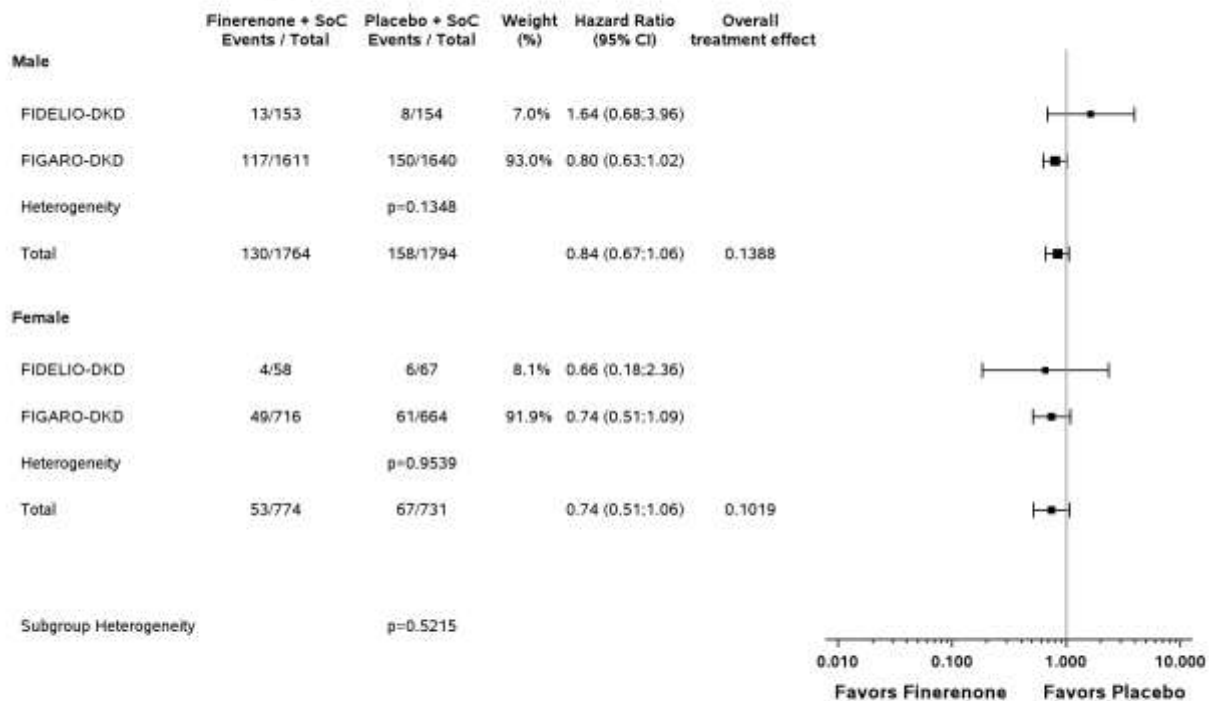 Finerenone + SoC Placebo + SoC Weight Hazard Ratio Overall
Events / Total Events / Total (%) (95% CI) treatment effect
Male
FIDELIO-DKD 13/153 8/154 7.0% 1.64 (0.68;3.96)
FIGARO-DKD 117/1611 150/1640 93.0% 0.80 (0.63;1.02)
Heterogeneity p=0.1348
Total 130/1764 158/1794 0.84 (0.67;1.06) 0.1388
Female
FIDELIO-DKD 4/58 6/67 8.1% 0.66 (0.18;2.36)
FIGARO-DKD 49/716 61/664 91.9% 0.74 (0.51;1.09)
Heterogeneity p=0.9539
Total 53/774 67/731 0.74 (0.51;1.06) 0.1019
Subgroup Heterogeneity p=0.5215
0.010 0.100 1.000 10.000
Favors Finerenone Favors Placebo